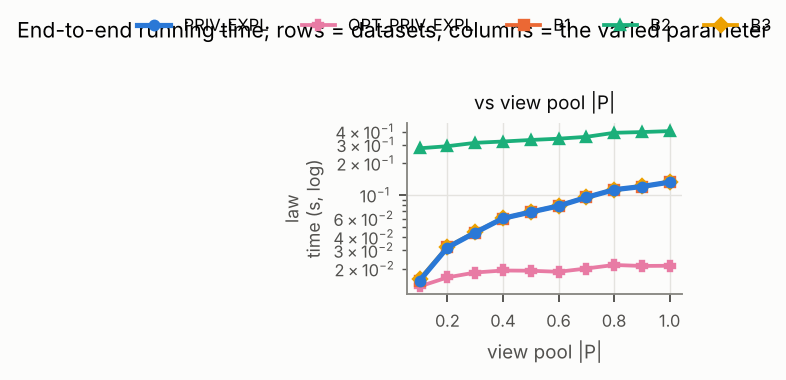 End-to-end running time; rows = datasets, columns = the varied parameter
PRIV_EXPL OPT_PRIV_EXPL B1 B2 B3
vs view pool |P|
4 × 10⁻¹
3 × 10⁻¹
2 × 10⁻¹
10⁻¹
6 × 10⁻²
4 × 10⁻²
3 × 10⁻²
2 × 10⁻²
law
time (s, log)
0.2 0.4 0.6 0.8 1.0
view pool |P|